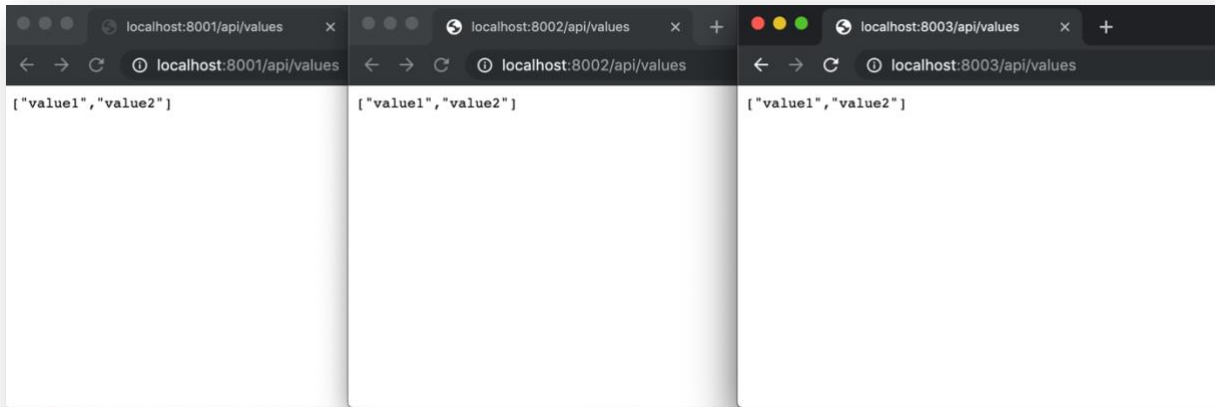 localhost:8001/api/values
localhost:8001/api/values
["value1","value2"]
localhost:8002/api/values
localhost:8002/api/values
["value1","value2"]
localhost:8003/api/values
localhost:8003/api/values
["value1","value2"]